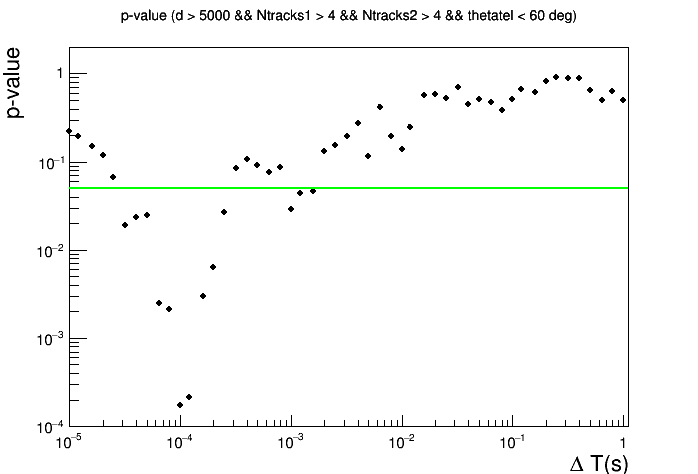 p-value (d > 5000 && Ntracks1 > 4 && Ntracks2 > 4 && thetatel < 60 deg)
p-value
1
10⁻¹
10⁻²
10⁻³
10⁻⁴
10⁻⁵ 10⁻⁴ 10⁻³ 10⁻² 10⁻¹ 1
Δ T(s)